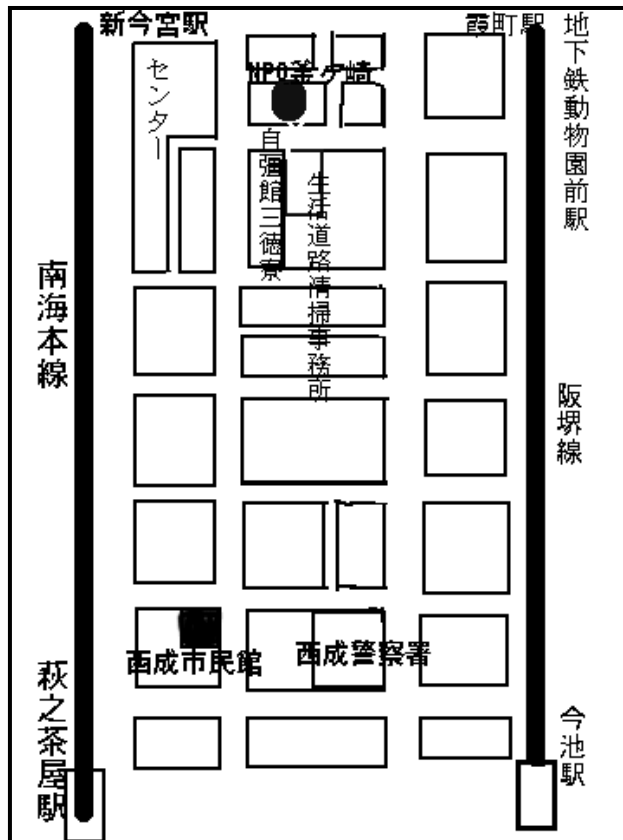 新今宮駅
霞町駅
地下鉄動物園前駅
センター
NPO釜ヶ崎
自彊館三徳寮
生活道路清掃事務所
南海本線
阪堺線
西成市民館
西成警察署
萩之茶屋駅
今池駅